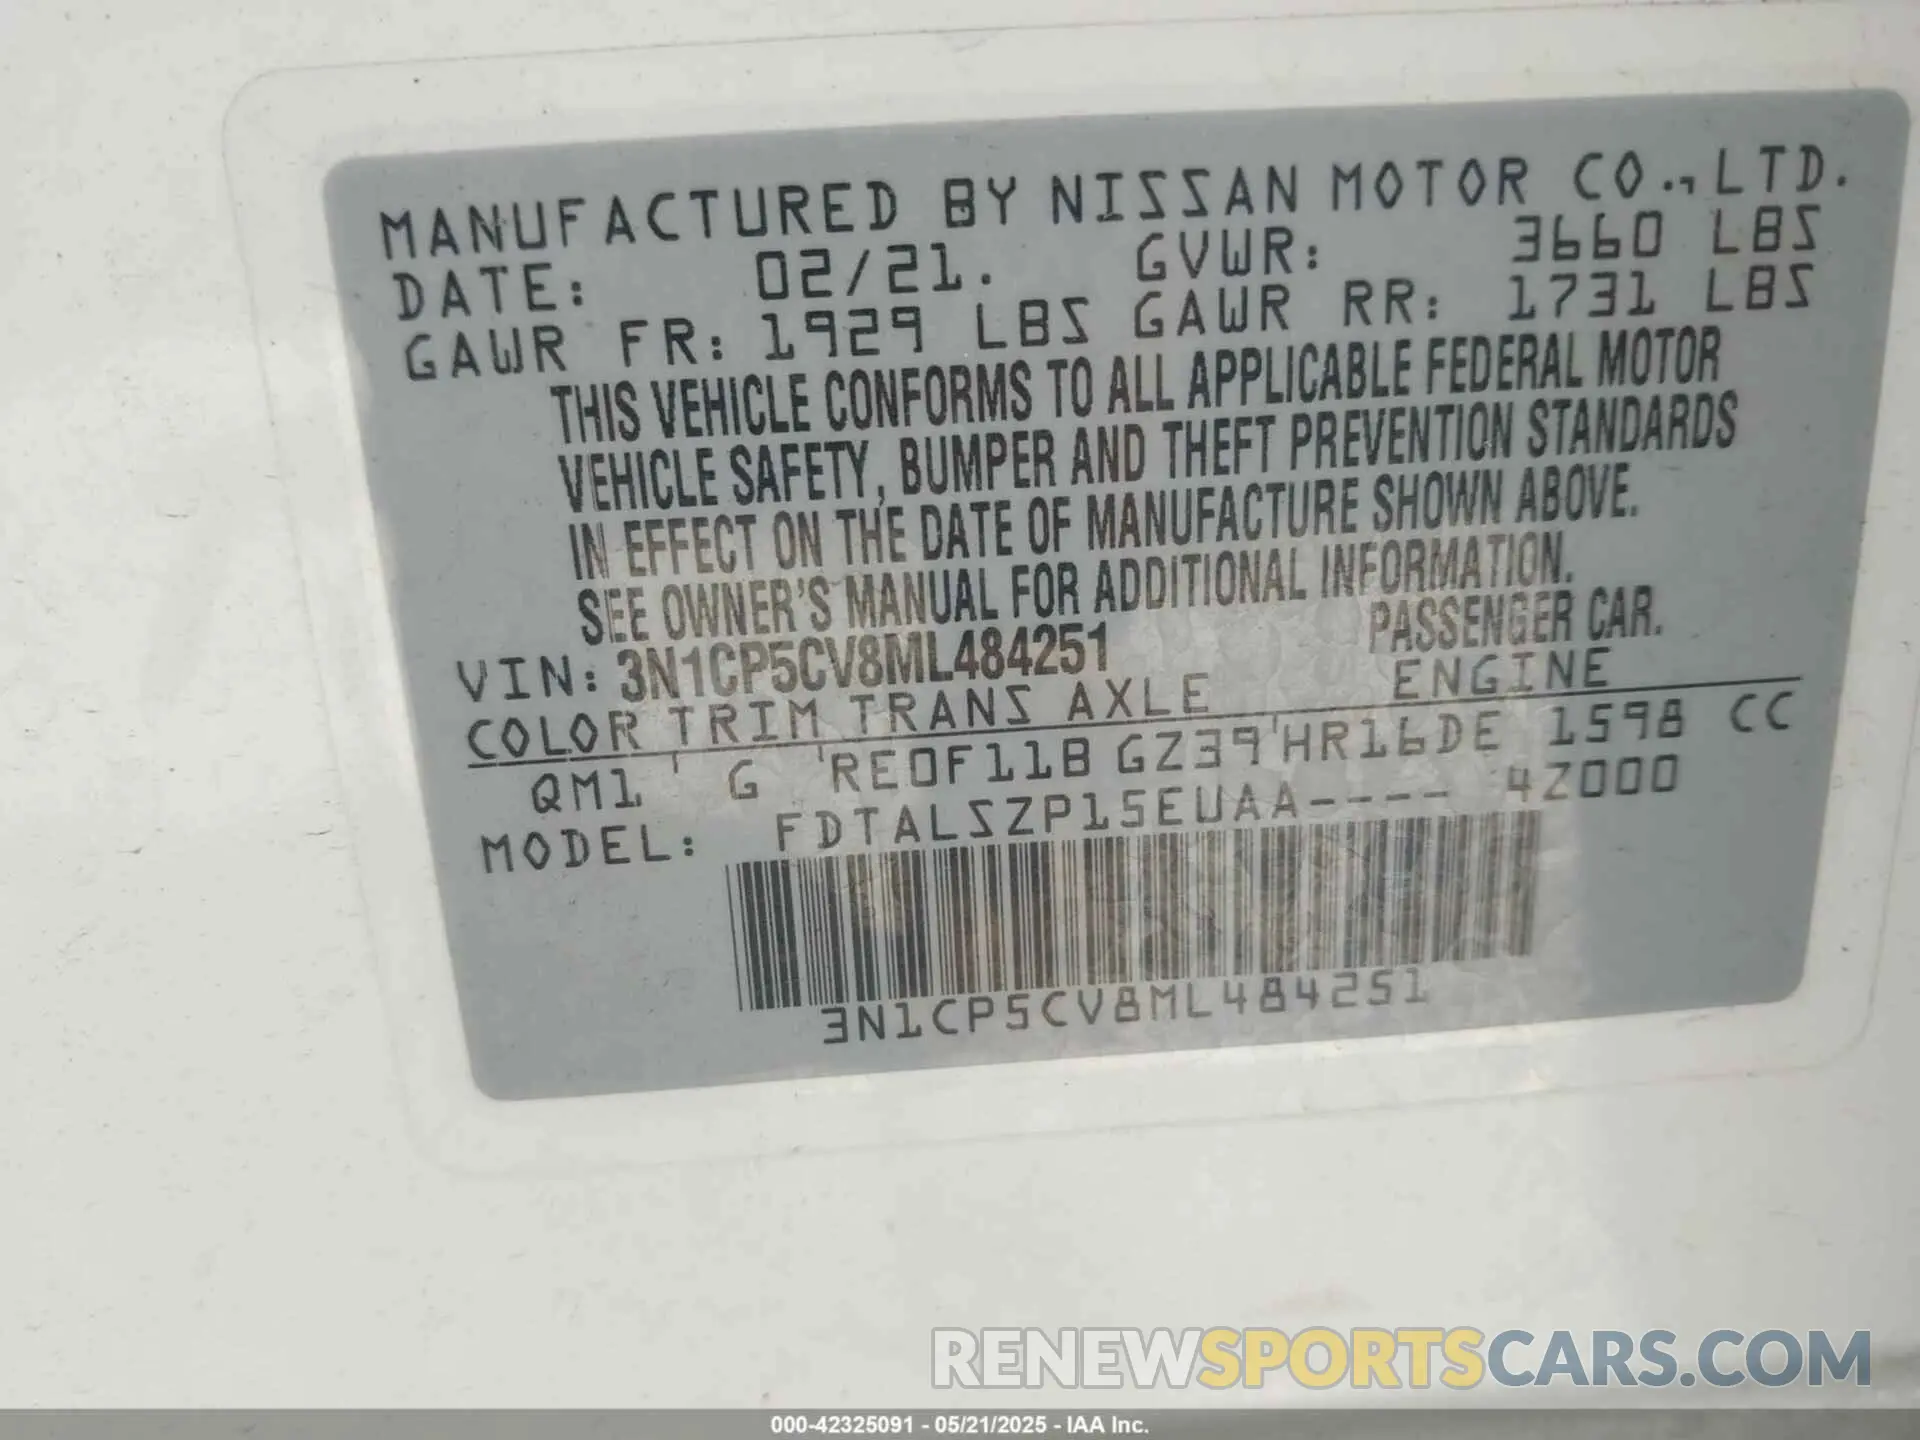 MANUFACTURED BY NISSAN MOTOR CO.,LTD.
DATE: 02/21. GVWR: 3660 LBS
GAWR FR: 1929 LBS GAWR RR: 1731 LBS
THIS VEHICLE CONFORMS TO ALL APPLICABLE FEDERAL MOTOR
VEHICLE SAFETY, BUMPER AND THEFT PREVENTION STANDARDS
IN EFFECT ON THE DATE OF MANUFACTURE SHOWN ABOVE.
SEE OWNER'S MANUAL FOR ADDITIONAL INFORMATION.
VIN: 3N1CP5CV8ML484251 PASSENGER CAR.
COLOR TRIM TRANS AXLE ENGINE
QM1 ' G 'RE0F11B GZ39'HR16DE 1598 CC
MODEL: FDTALSZP15EUAA---- 4Z000
3N1CP5CV8ML484251
RENEWSPORTSCARS.COM
000-42325091 - 05/21/2025 - IAA Inc.